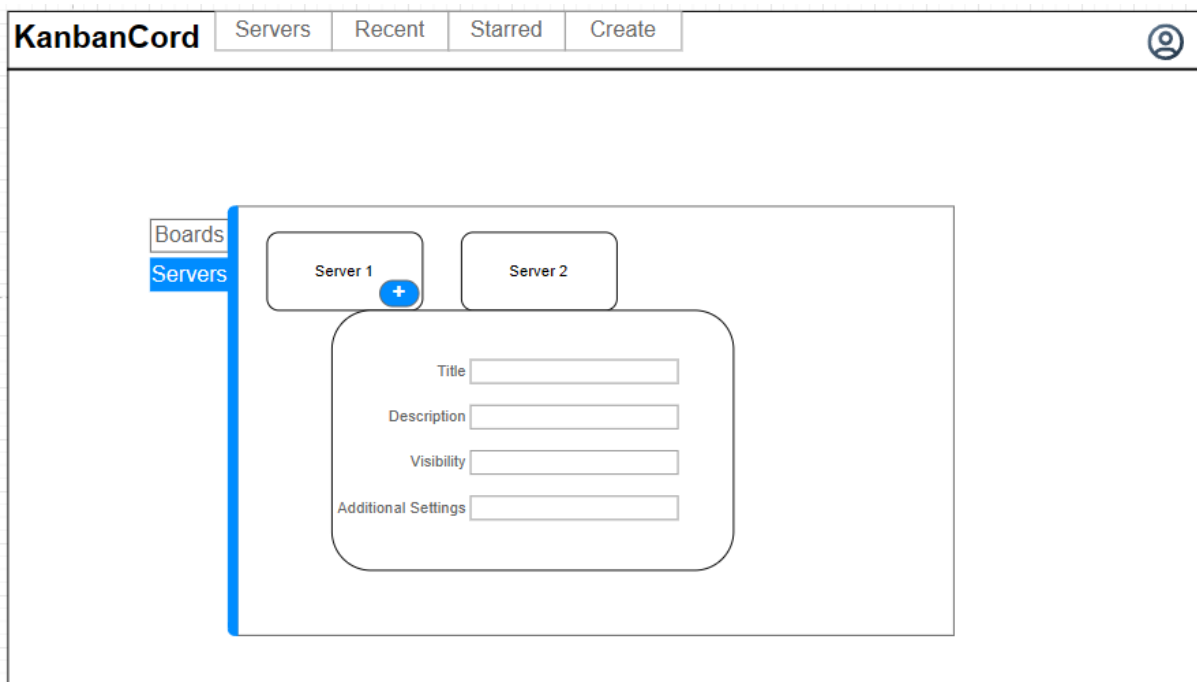 KanbanCord Servers Recent Starred Create
Boards
Servers
Server 1
+
Server 2
Title
Description
Visibility
Additional Settings